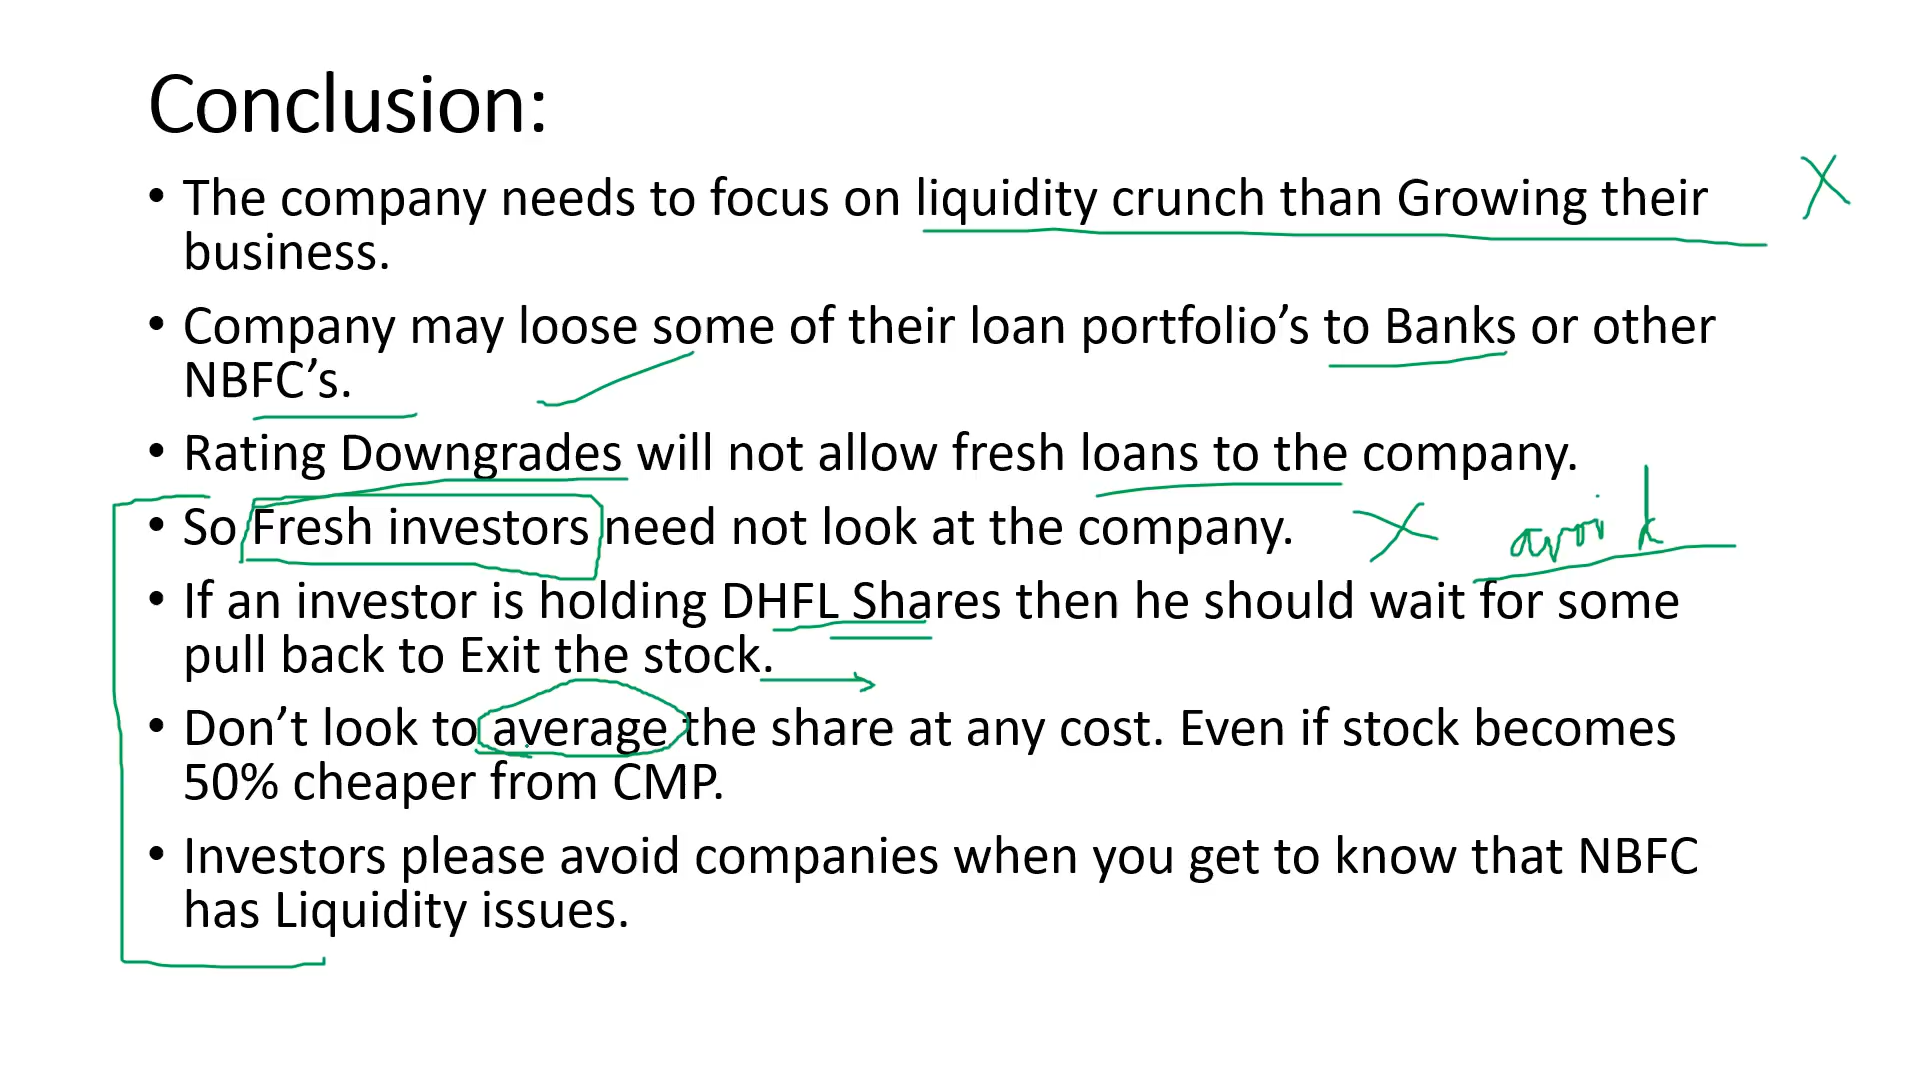 Conclusion:
• The company needs to focus on liquidity crunch than Growing their
business.
• Company may loose some of their loan portfolio’s to Banks or other
NBFC’s.
• Rating Downgrades will not allow fresh loans to the company.
• So Fresh investors need not look at the company. avoid
• If an investor is holding DHFL Shares then he should wait for some
pull back to Exit the stock.
• Don’t look to average the share at any cost. Even if stock becomes
50% cheaper from CMP.
• Investors please avoid companies when you get to know that NBFC
has Liquidity issues.